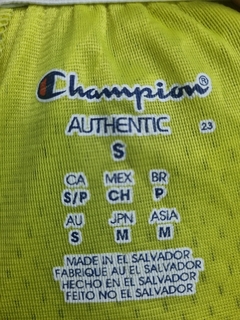 Champion®
AUTHENTIC 23
S
CA MEX BR
S/P CH P
AU JPN ASIA
S M M
MADE IN EL SALVADOR
FABRIQUE AU EL SALVADOR
HECHO EN EL SALVADOR
FEITO NO EL SALVADOR